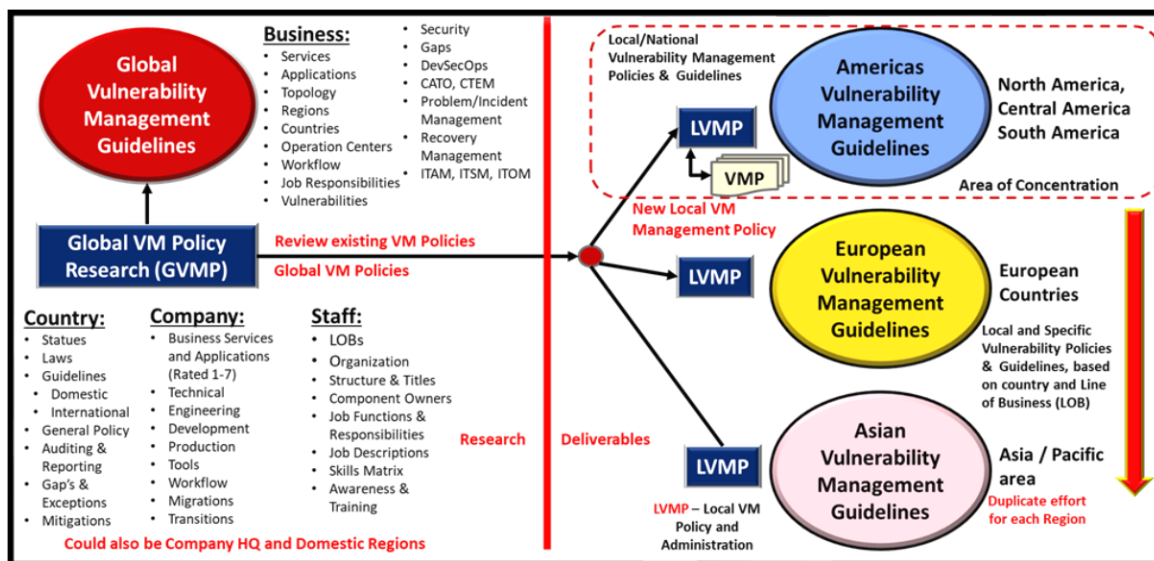 Global
Vulnerability
Management
Guidelines
Business:
• Services
• Applications
• Topology
• Regions
• Countries
• Operation Centers
• Workflow
• Job Responsibilities
• Vulnerabilities
• Security
• Gaps
• DevSecOps
• CATO, CTEM
• Problem/Incident
Management
• Recovery
Management
• ITAM, ITSM, ITOM
Global VM Policy
Research (GVMP)
Review existing VM Policies
Global VM Policies
Country:
• Statues
• Laws
• Guidelines
• Domestic
• International
• General Policy
• Auditing &
Reporting
• Gap's &
Exceptions
• Mitigations
Company:
• Business Services
and Applications
(Rated 1-7)
• Technical
• Engineering
• Development
• Production
• Tools
• Workflow
• Migrations
• Transitions
Staff:
• LOBs
• Organization
• Structure & Titles
• Component Owners
• Job Functions &
Responsibilities
• Job Descriptions
• Skills Matrix
• Awareness &
Training
Could also be Company HQ and Domestic Regions
Research
Deliverables
Local/National
Vulnerability Management
Policies & Guidelines
LVMP
VMP
Americas
Vulnerability
Management
Guidelines
North America,
Central America
South America
Area of Concentration
New Local VM
Management Policy
LVMP
European
Vulnerability
Management
Guidelines
European
Countries
Local and Specific
Vulnerability Policies
& Guidelines, based
on country and Line
of Business (LOB)
LVMP
LVMP – Local VM
Policy and
Administration
Asian
Vulnerability
Management
Guidelines
Asia / Pacific
area
Duplicate effort
for each Region